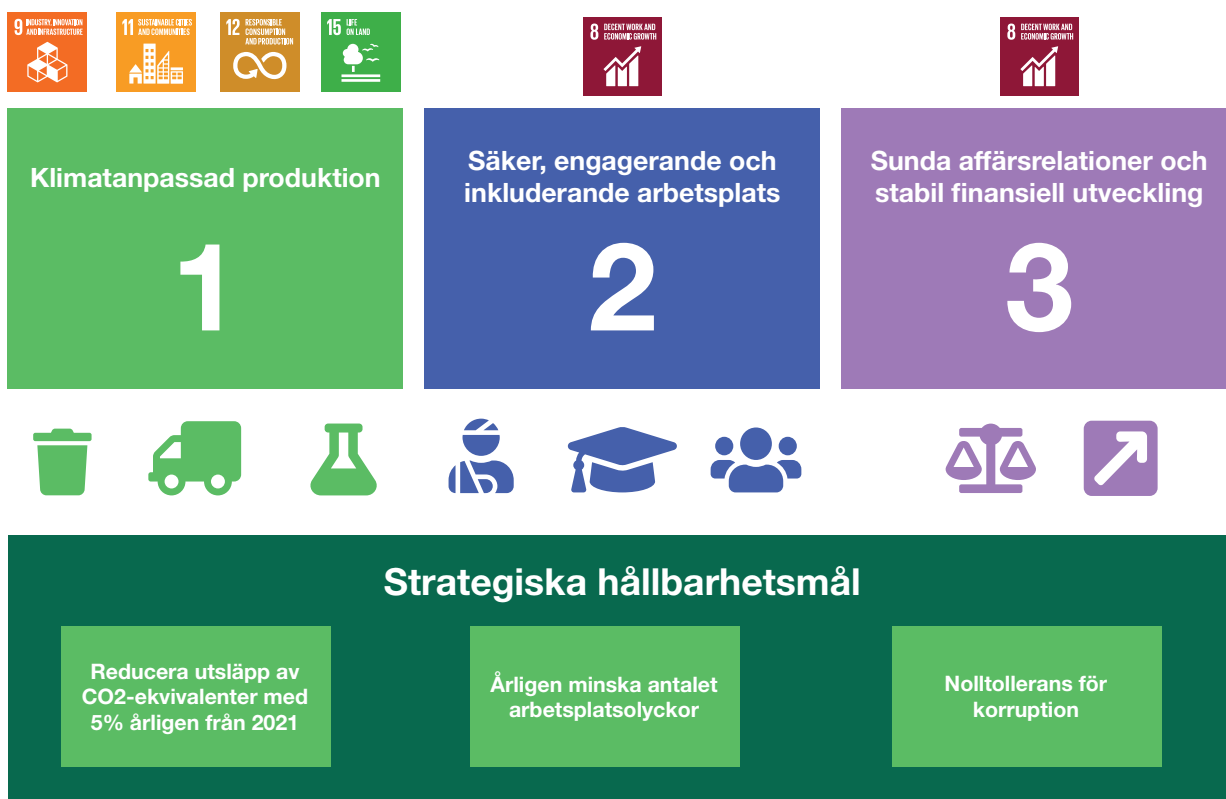 9 INDUSTRY, INNOVATION
AND INFRASTRUCTURE
11 SUSTAINABLE CITIES
AND COMMUNITIES
12 RESPONSIBLE
CONSUMPTION
AND PRODUCTION
15 LIFE
ON LAND
8 DECENT WORK AND
ECONOMIC GROWTH
8 DECENT WORK AND
ECONOMIC GROWTH
Klimatanpassad produktion
1
Säker, engagerande och
inkluderande arbetsplats
2
Sunda affärsrelationer och
stabil finansiell utveckling
3
Strategiska hållbarhetsmål
Reducera utsläpp av
CO2-ekvivalenter med
5% årligen från 2021
Årligen minska antalet
arbetsplatsolyckor
Nolltollerans för
korruption